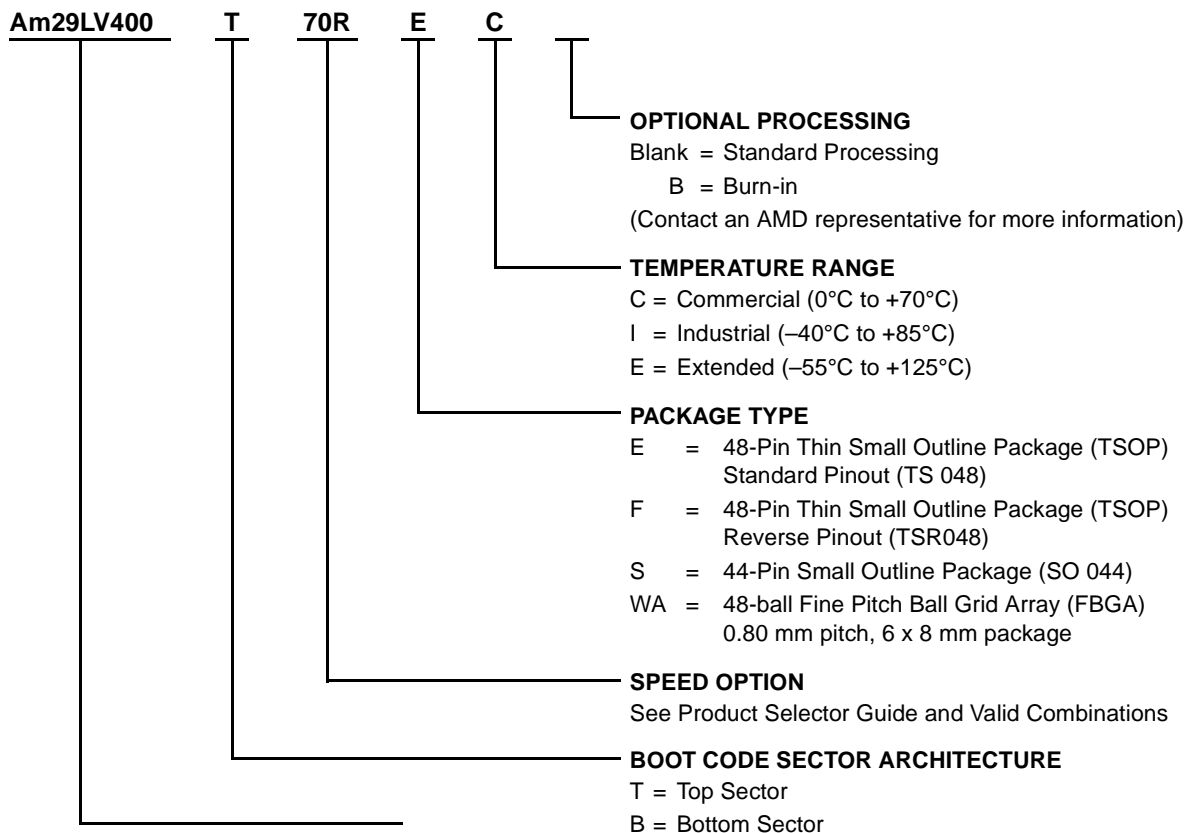 Am29LV400 T 70R E C
OPTIONAL PROCESSING
Blank = Standard Processing
B = Burn-in
(Contact an AMD representative for more information)
TEMPERATURE RANGE
C = Commercial (0°C to +70°C)
I = Industrial (–40°C to +85°C)
E = Extended (–55°C to +125°C)
PACKAGE TYPE
E = 48-Pin Thin Small Outline Package (TSOP)
Standard Pinout (TS 048)
F = 48-Pin Thin Small Outline Package (TSOP)
Reverse Pinout (TSR048)
S = 44-Pin Small Outline Package (SO 044)
WA = 48-ball Fine Pitch Ball Grid Array (FBGA)
0.80 mm pitch, 6 x 8 mm package
SPEED OPTION
See Product Selector Guide and Valid Combinations
BOOT CODE SECTOR ARCHITECTURE
T = Top Sector
B = Bottom Sector